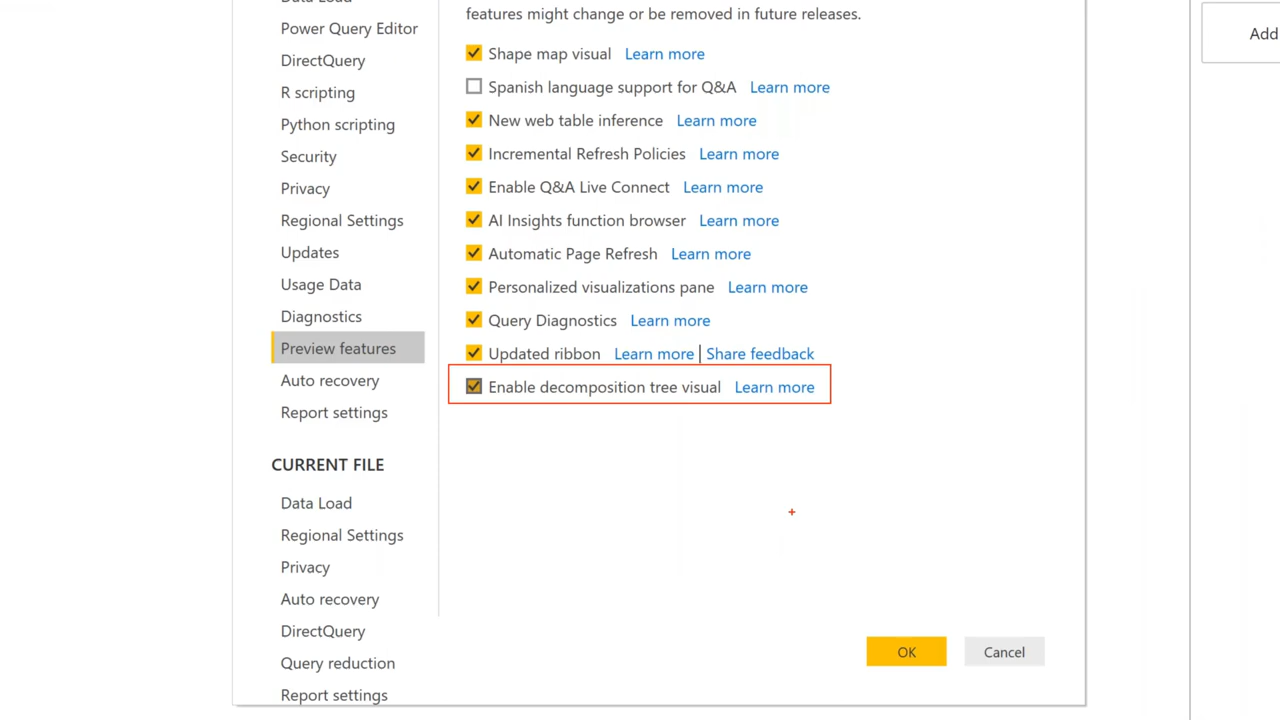 Data Load
Power Query Editor
DirectQuery
R scripting
Python scripting
Security
Privacy
Regional Settings
Updates
Usage Data
Diagnostics
Preview features
Auto recovery
Report settings
CURRENT FILE
Data Load
Regional Settings
Privacy
Auto recovery
DirectQuery
Query reduction
Report settings
features might change or be removed in future releases.
Shape map visual Learn more
Spanish language support for Q&A Learn more
New web table inference Learn more
Incremental Refresh Policies Learn more
Enable Q&A Live Connect Learn more
AI Insights function browser Learn more
Automatic Page Refresh Learn more
Personalized visualizations pane Learn more
Query Diagnostics Learn more
Updated ribbon Learn more | Share feedback
Enable decomposition tree visual Learn more
OK Cancel
Add